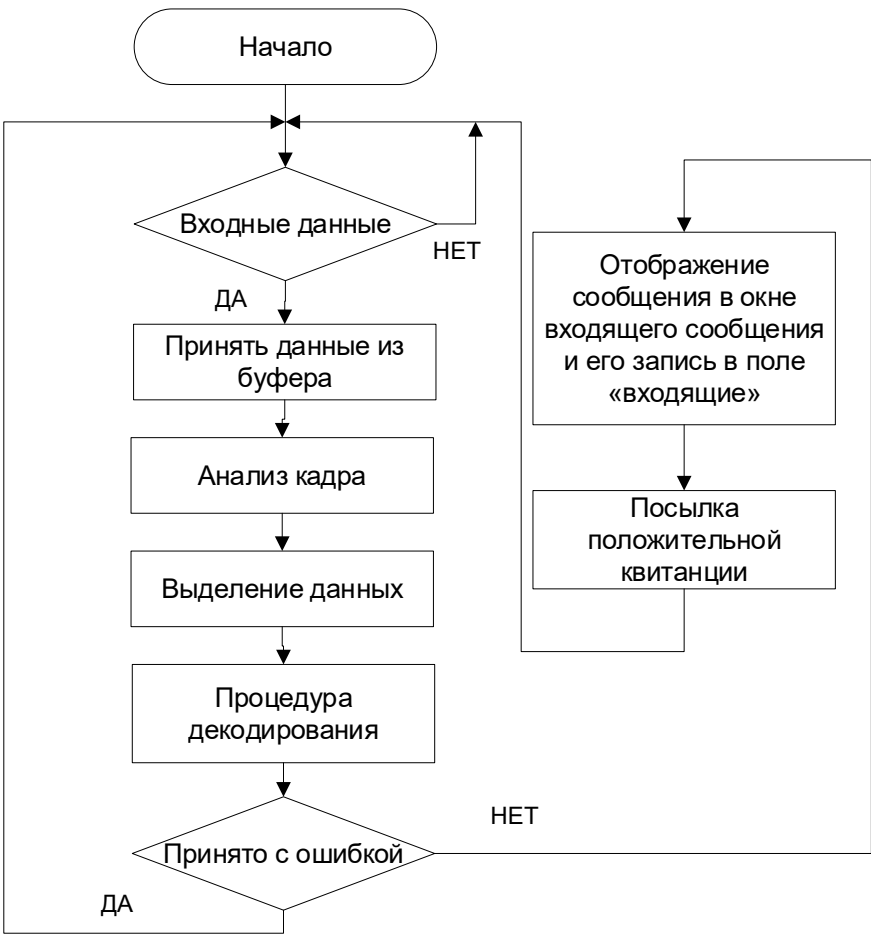 Начало
Входные данные
НЕТ
ДА
Принять данные из
буфера
Анализ кадра
Выделение данных
Процедура
декодирования
Принято с ошибкой
НЕТ
ДА
Отображение
сообщения в окне
входящего сообщения
и его запись в поле
«входящие»
Посылка
положительной
квитанции